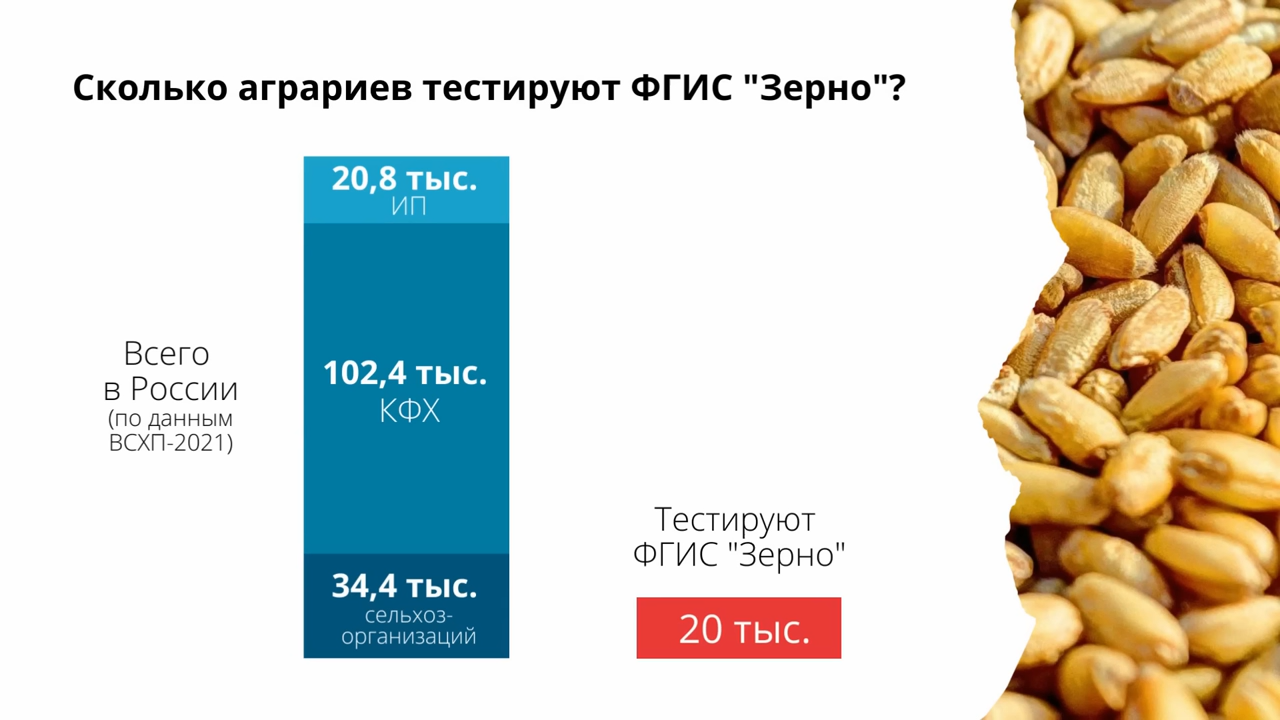 Сколько аграриев тестируют ФГИС "Зерно"?
20,8 тыс.
ИП
Всего
в России
(по данным
ВСХП-2021)
102,4 тыс.
КФХ
34,4 тыс.
сельхоз-
организаций
Тестируют
ФГИС "Зерно"
20 тыс.